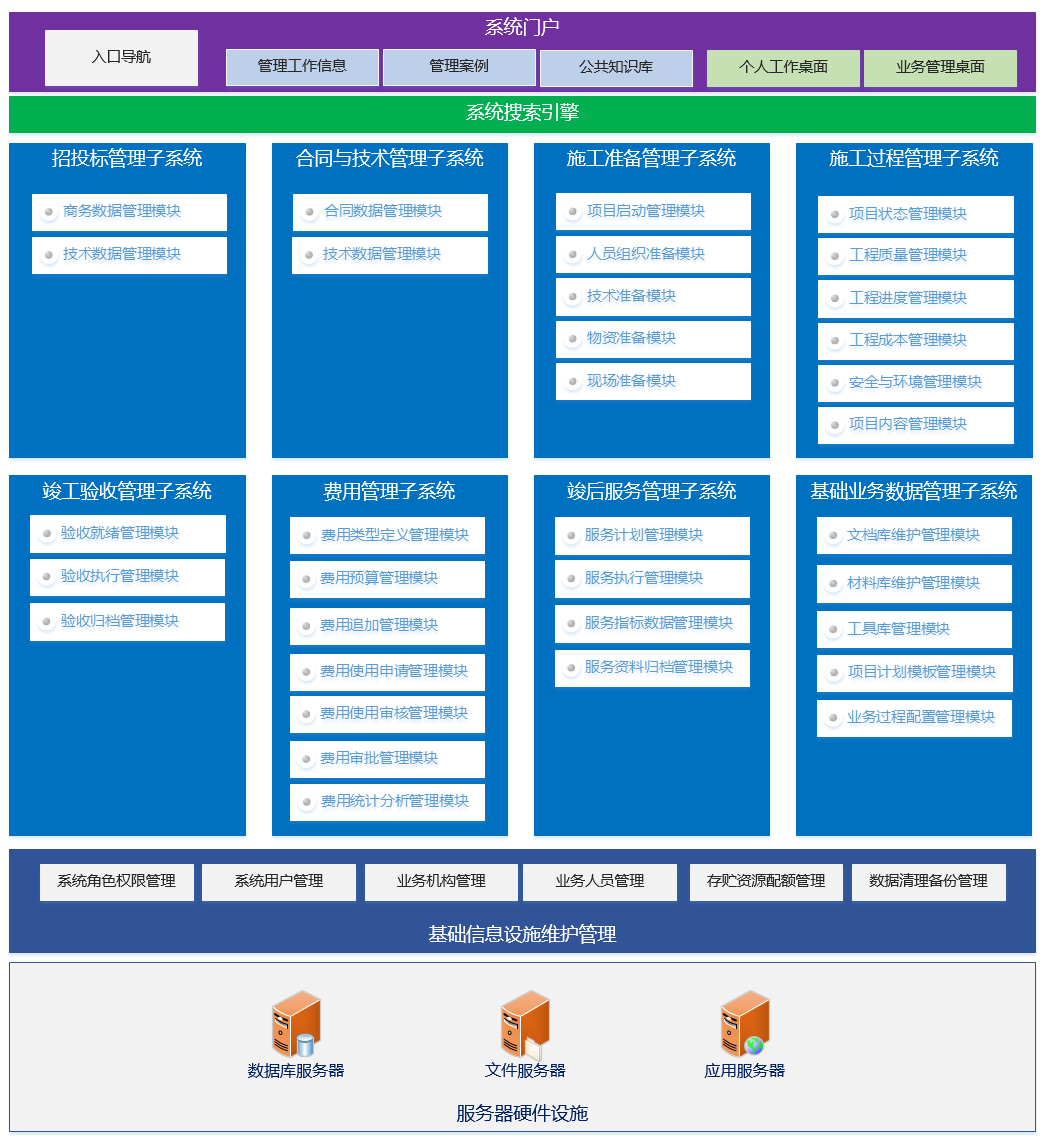 系统门户
入口导航
管理工作信息
管理案例
公共知识库
个人工作桌面
业务管理桌面
系统搜索引擎
招投标管理子系统
商务数据管理模块
技术数据管理模块
合同与技术管理子系统
合同数据管理模块
技术数据管理模块
施工准备管理子系统
项目启动管理模块
人员组织准备模块
技术准备模块
物资准备模块
现场准备模块
施工过程管理子系统
项目状态管理模块
工程质量管理模块
工程进度管理模块
工程成本管理模块
安全与环境管理模块
项目内容管理模块
竣工验收管理子系统
验收就绪管理模块
验收执行管理模块
验收归档管理模块
费用管理子系统
费用类型定义管理模块
费用预算管理模块
费用追加管理模块
费用使用申请管理模块
费用使用审核管理模块
费用审批管理模块
费用统计分析管理模块
竣后服务管理子系统
服务计划管理模块
服务执行管理模块
服务指标数据管理模块
服务资料归档管理模块
基础业务数据管理子系统
文档库维护管理模块
材料库维护管理模块
工具库管理模块
项目计划模板管理模块
业务过程配置管理模块
系统角色权限管理
系统用户管理
业务机构管理
业务人员管理
存贮资源配额管理
数据清理备份管理
基础信息设施维护管理
数据库服务器
文件服务器
应用服务器
服务器硬件设施